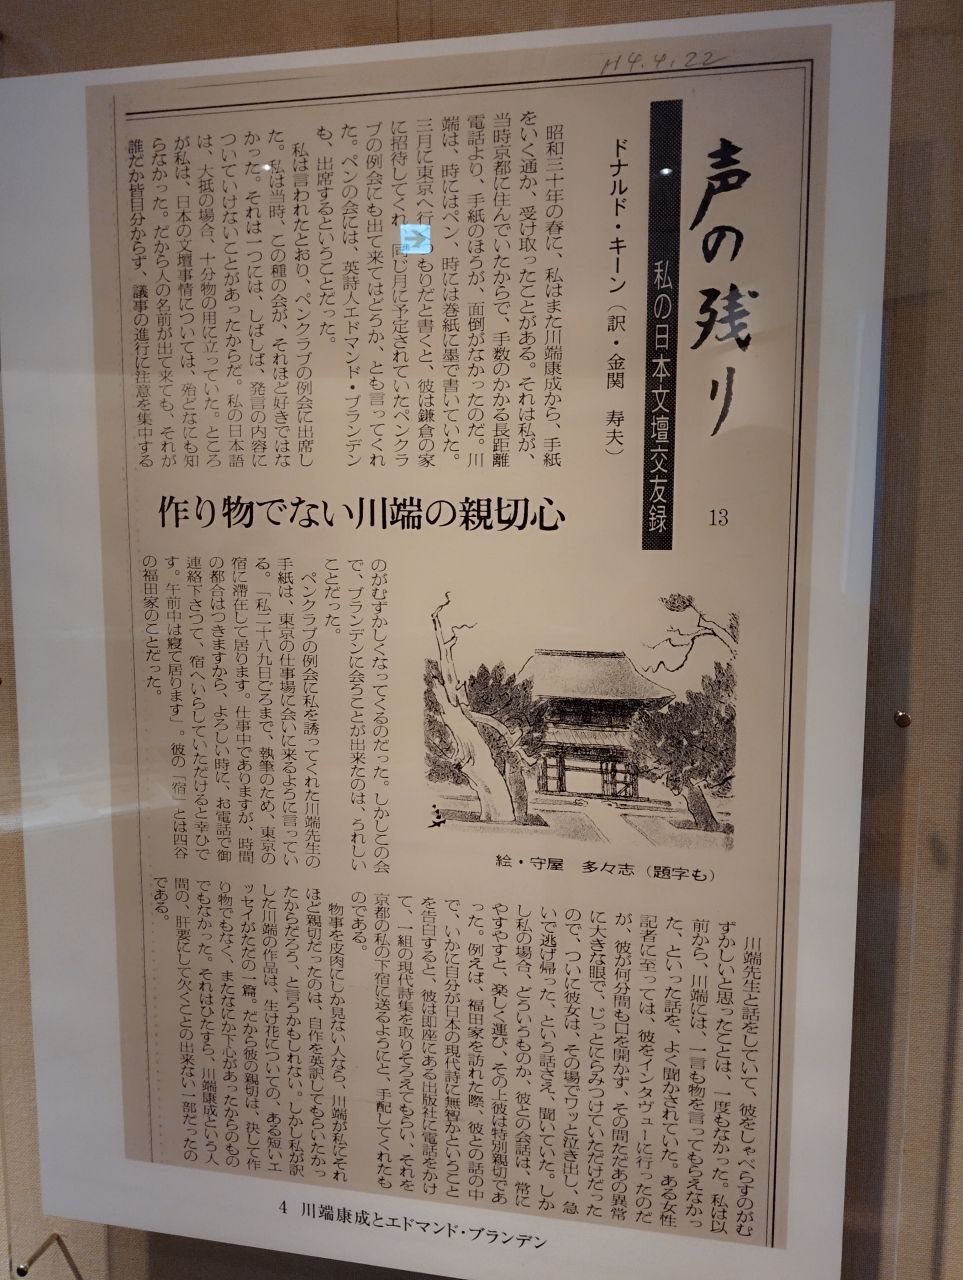 H4.4.22
声の残り
私の日本文壇交友録
13
ドナルド・キーン(訳・金関 寿夫)
昭和三十年の春に、私はまた川端康成から、手紙
をいく通か、受け取ったことがある。それは私が、
当時京都に住んでいたからで、手数のかかる長距離
電話より、手紙のほうが、面倒がなかったのだ。川
端は、時にはペン、時には巻紙に墨で書いていた。
三月に東京へ行 つもりだと書くと、彼は鎌倉の家
に招待してくれ、同じ月に予定されていたペンクラ
ブの例会にも出て来てはどうか、とも言ってくれ
た。ペンの会には、英詩人エドマンド・ブランデン
も、出席するということだった。
私は言われたとおり、ペンクラブの例会に出席し
た。私は当時、この種の会が、それほど好きではな
かった。それは一つには、しばしば、発言の内容に
ついていけないことがあったからだ。私の日本語
は、大抵の場合、十分物の用に立っていた。ところ
が私は、日本の文壇事情については、殆どなにも知
らなかった。だから人の名前が出て来ても、それが
誰だか皆目分からず、議事の進行に注意を集中する
作り物でない川端の親切心
のがむずかしくなってくるのだった。しかしこの会
で、ブランデンに会うことが出来たのは、うれしい
ことだった。
ペンクラブの例会に私を誘ってくれた川端先生の
手紙は、東京の仕事場に会いに来るように言ってい
る。「私二十八九日ごろまで、執筆のため、東京の
宿に滞在して居ります。仕事中でありますが、時間
の都合はつきますから、よろしい時に、お電話で御
連絡下さつて、宿へいらしていただけると幸ひで
す。午前中は寝て居ります」。彼の「宿」とは四谷
の福田家のことだった。
絵・守屋 多々志(題字も)
川端先生と話をしていて、彼をしゃべらすのがむ
ずかしいと思ったことは、一度もなかった。私は以
前から、川端には、一言も物を言ってもらえなかっ
た、といった話を、よく聞かされていた。ある女性
記者に至っては、彼をインタヴューに行ったのだ
が、彼が何分間も口を開かず、その間ただあの異常
に大きな眼で、じっとにらみつけていただけだった
ので、ついに彼女は、その場でワッと泣き出し、急
いで逃げ帰った、という話さえ、聞いていた。しか
し私の場合、どういうものか、彼との会話は、常に
やすやすと、楽しく運び、その上彼は特別親切であ
った。例えば、福田家を訪れた際、彼との話の中
で、いかに自分が日本の現代詩に無智かということ
を告白すると、彼は即座にある出版社に電話をかけ
て、一組の現代詩集を取りそろえてもらい、それを
京都の私の下宿に送るようにと、手配してくれたも
のである。
物事を皮肉にしか見ない人なら、川端が私にそれ
ほど親切だったのは、自作を英訳してもらいたかっ
たからだろう、と言うかもしれない。しかし私が訳
した川端の作品は、生け花についての、ある短いエ
ッセイがただの一篇。だから彼の親切は、決して作
り物でもなく、またなにか下心があったからのもの
でもなかった。それはひたすら、川端康成という人
間の、肝要にして欠くことの出来ない一部だったの
である。
4 川端康成とエドマンド・ブランデン